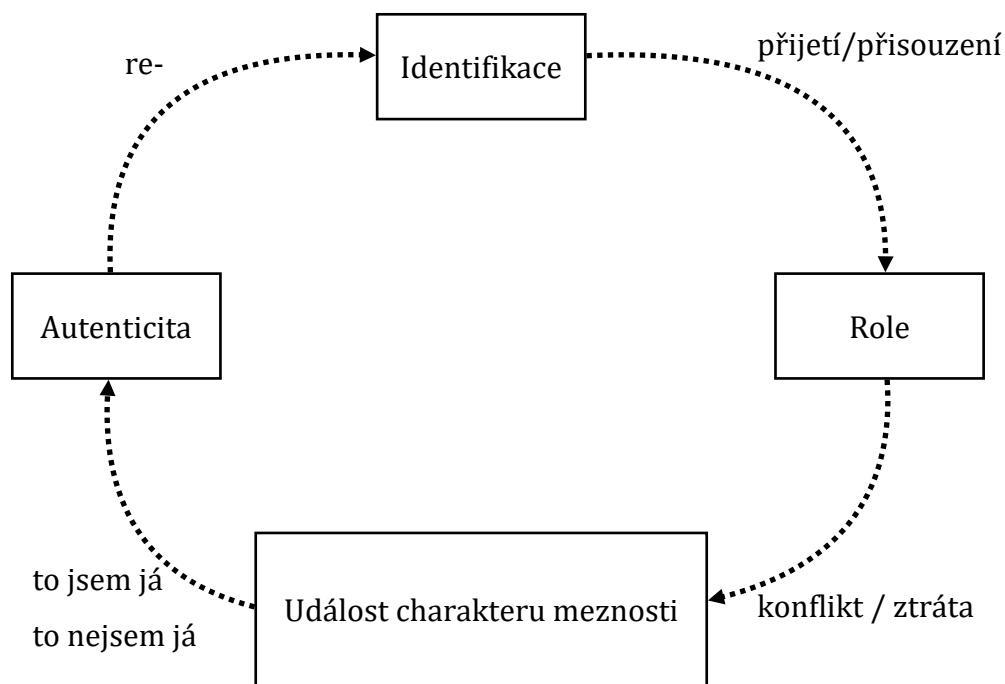 re-
Identifikace
přijetí/přisouzení
Autenticita
Role
to jsem já
to nejsem já
Událost charakteru meznosti
konflikt / ztráta